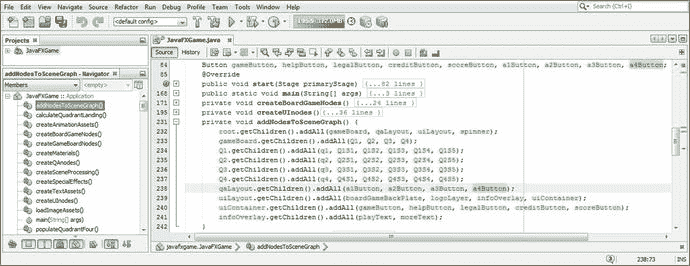 File Edit View Navigate Source Refactor Run Debug Profile Team Tools Window Help
Search (Ctrl+I)
<default config>
Projects
JavaFXGame
JavaFXGame.java
Source History
addNodesToSceneGraph - Navigator
Members <empty>
JavaFXGame :: Application
addNodesToSceneGraph()
calculateQuadrantLanding()
createAnimationAssets()
createBoardGameNodes()
createGameBoardNodes()
createMaterials()
createQAnodes()
createSceneProcessing()
createSpecialEffects()
createTextAssets()
createUInodes()
loadImageAssets()
main(String[] args)
populateQuadrantFour()
84 Button gameButton, helpButton, legalButton, creditButton, scoreButton, a1Button, a2Button, a3Button, a4Button;
@Override
public void start(Stage primaryStage) {...82 lines }
168 public static void main(String[] args) {...3 lines }
171 private void createBoardGameNodes() {...24 lines }
195 private void createUInodes() {...36 lines }
231 private void addNodesToSceneGraph() {
232 root.getChildren().addAll(gameBoard, qaLayout, uiLayout, spinner);
233 gameBoard.getChildren().addAll(Q1, Q2, Q3, Q4);
234 Q1.getChildren().addAll(q1, Q1S1, Q1S2, Q1S3, Q1S4, Q1S5);
235 Q2.getChildren().addAll(q2, Q2S1, Q2S2, Q2S3, Q2S4, Q2S5);
236 Q3.getChildren().addAll(q3, Q3S1, Q3S2, Q3S3, Q3S4, Q3S5);
237 Q4.getChildren().addAll(q4, Q4S1, Q4S2, Q4S3, Q4S4, Q4S5);
238 qaLayout.getChildren().addAll(a1Button, a2Button, a3Button, a4Button);
239 uiLayout.getChildren().addAll(boardGameBackPlate, logoLayer, infoOverlay, uiContainer);
240 uiContainer.getChildren().addAll(gameButton, helpButton, legalButton, creditButton, scoreButton);
241 infoOverlay.getChildren().addAll(playText, moreText);
242 }
javafxgame.JavaFXGame addNodesToSceneGraph
238:73 INS